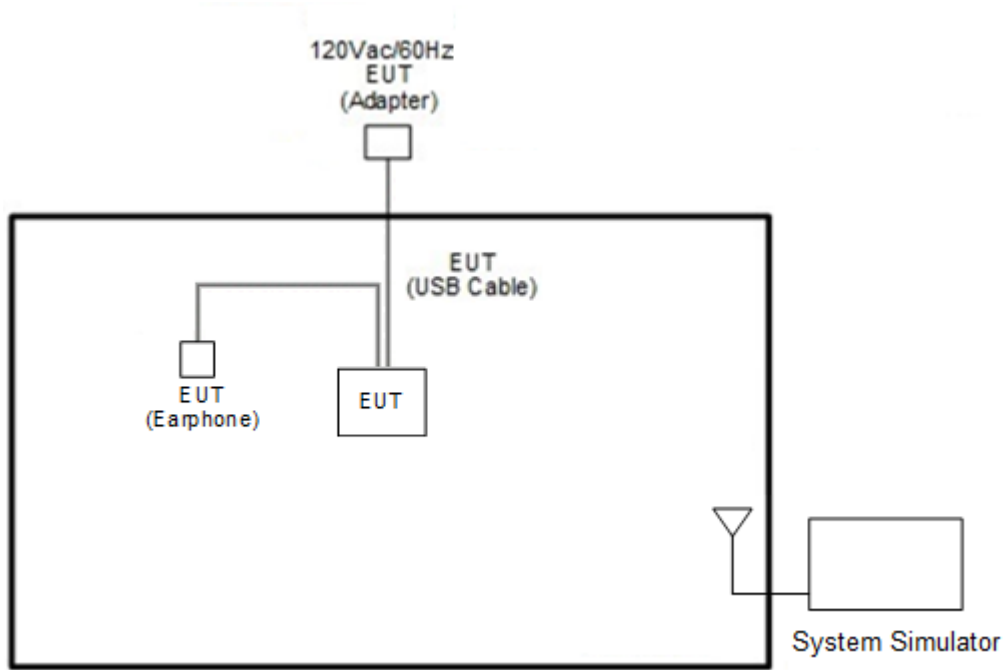 120Vac/60Hz
EUT
(Adapter)
EUT
(USB Cable)
EUT
(Earphone)
EUT
System Simulator